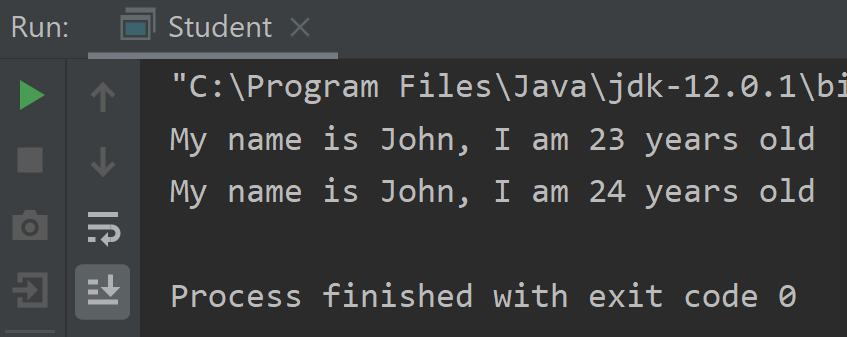 Run: Student
"C:\Program Files\Java\jdk-12.0.1\bi
My name is John, I am 23 years old
My name is John, I am 24 years old
Process finished with exit code 0